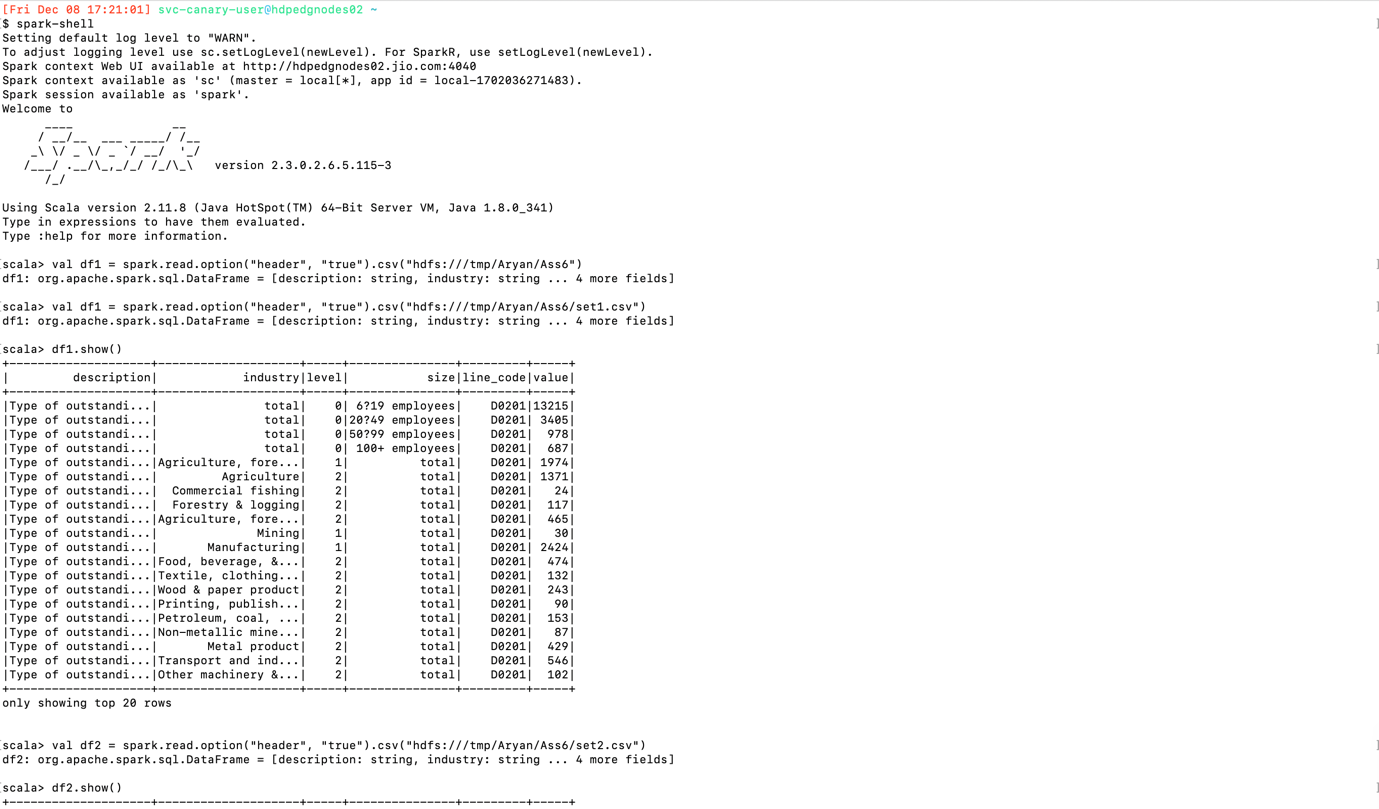 [Fri Dec 08 17:21:01] svc-canary-user@hdpedgnodes02 ~
$ spark-shell
Setting default log level to "WARN".
To adjust logging level use sc.setLogLevel(newLevel). For SparkR, use setLogLevel(newLevel).
Spark context Web UI available at http://hdpedgnodes02.jio.com:4040
Spark context available as 'sc' (master = local[*], app id = local-1702036271483).
Spark session available as 'spark'.
Welcome to
      ____              __
     / __/__  ___ _____/ /__
    _\ \/ _ \/ _ `/ __/  '_/
   /___/ .__/\_,_/_/ /_/\_\   version 2.3.0.2.6.5.115-3
      /_/
Using Scala version 2.11.8 (Java HotSpot(TM) 64-Bit Server VM, Java 1.8.0_341)
Type in expressions to have them evaluated.
Type :help for more information.
[scala> val df1 = spark.read.option("header", "true").csv("hdfs:///tmp/Aryan/Ass6")
df1: org.apache.spark.sql.DataFrame = [description: string, industry: string ... 4 more fields]
[scala> val df1 = spark.read.option("header", "true").csv("hdfs:///tmp/Aryan/Ass6/set1.csv")
df1: org.apache.spark.sql.DataFrame = [description: string, industry: string ... 4 more fields]
[scala> df1.show()
+--------------------+--------------------+-----+---------------+---------+-----+
|         description|            industry|level|           size|line_code|value|
+--------------------+--------------------+-----+---------------+---------+-----+
|Type of outstandi...|               total|    0| 6?19 employees|    D0201|13215|
|Type of outstandi...|               total|    0|20?49 employees|    D0201| 3405|
|Type of outstandi...|               total|    0|50?99 employees|    D0201|  978|
|Type of outstandi...|               total|    0| 100+ employees|    D0201|  687|
|Type of outstandi...|Agriculture, fore...|    1|          total|    D0201| 1974|
|Type of outstandi...|         Agriculture|    2|          total|    D0201| 1371|
|Type of outstandi...|  Commercial fishing|    2|          total|    D0201|   24|
|Type of outstandi...|  Forestry & logging|    2|          total|    D0201|  117|
|Type of outstandi...|Agriculture, fore...|    2|          total|    D0201|  465|
|Type of outstandi...|              Mining|    1|          total|    D0201|   30|
|Type of outstandi...|       Manufacturing|    1|          total|    D0201| 2424|
|Type of outstandi...|Food, beverage, &...|    2|          total|    D0201|  474|
|Type of outstandi...|Textile, clothing...|    2|          total|    D0201|  132|
|Type of outstandi...|Wood & paper product|    2|          total|    D0201|  243|
|Type of outstandi...|Printing, publish...|    2|          total|    D0201|   90|
|Type of outstandi...|Petroleum, coal, ...|    2|          total|    D0201|  153|
|Type of outstandi...|Non-metallic mine...|    2|          total|    D0201|   87|
|Type of outstandi...|       Metal product|    2|          total|    D0201|  429|
|Type of outstandi...|Transport and ind...|    2|          total|    D0201|  546|
|Type of outstandi...|Other machinery &...|    2|          total|    D0201|  102|
+--------------------+--------------------+-----+---------------+---------+-----+
only showing top 20 rows
[scala> val df2 = spark.read.option("header", "true").csv("hdfs:///tmp/Aryan/Ass6/set2.csv")
df2: org.apache.spark.sql.DataFrame = [description: string, industry: string ... 4 more fields]
[scala> df2.show()
+--------------------+--------------------+-----+---------------+---------+-----+